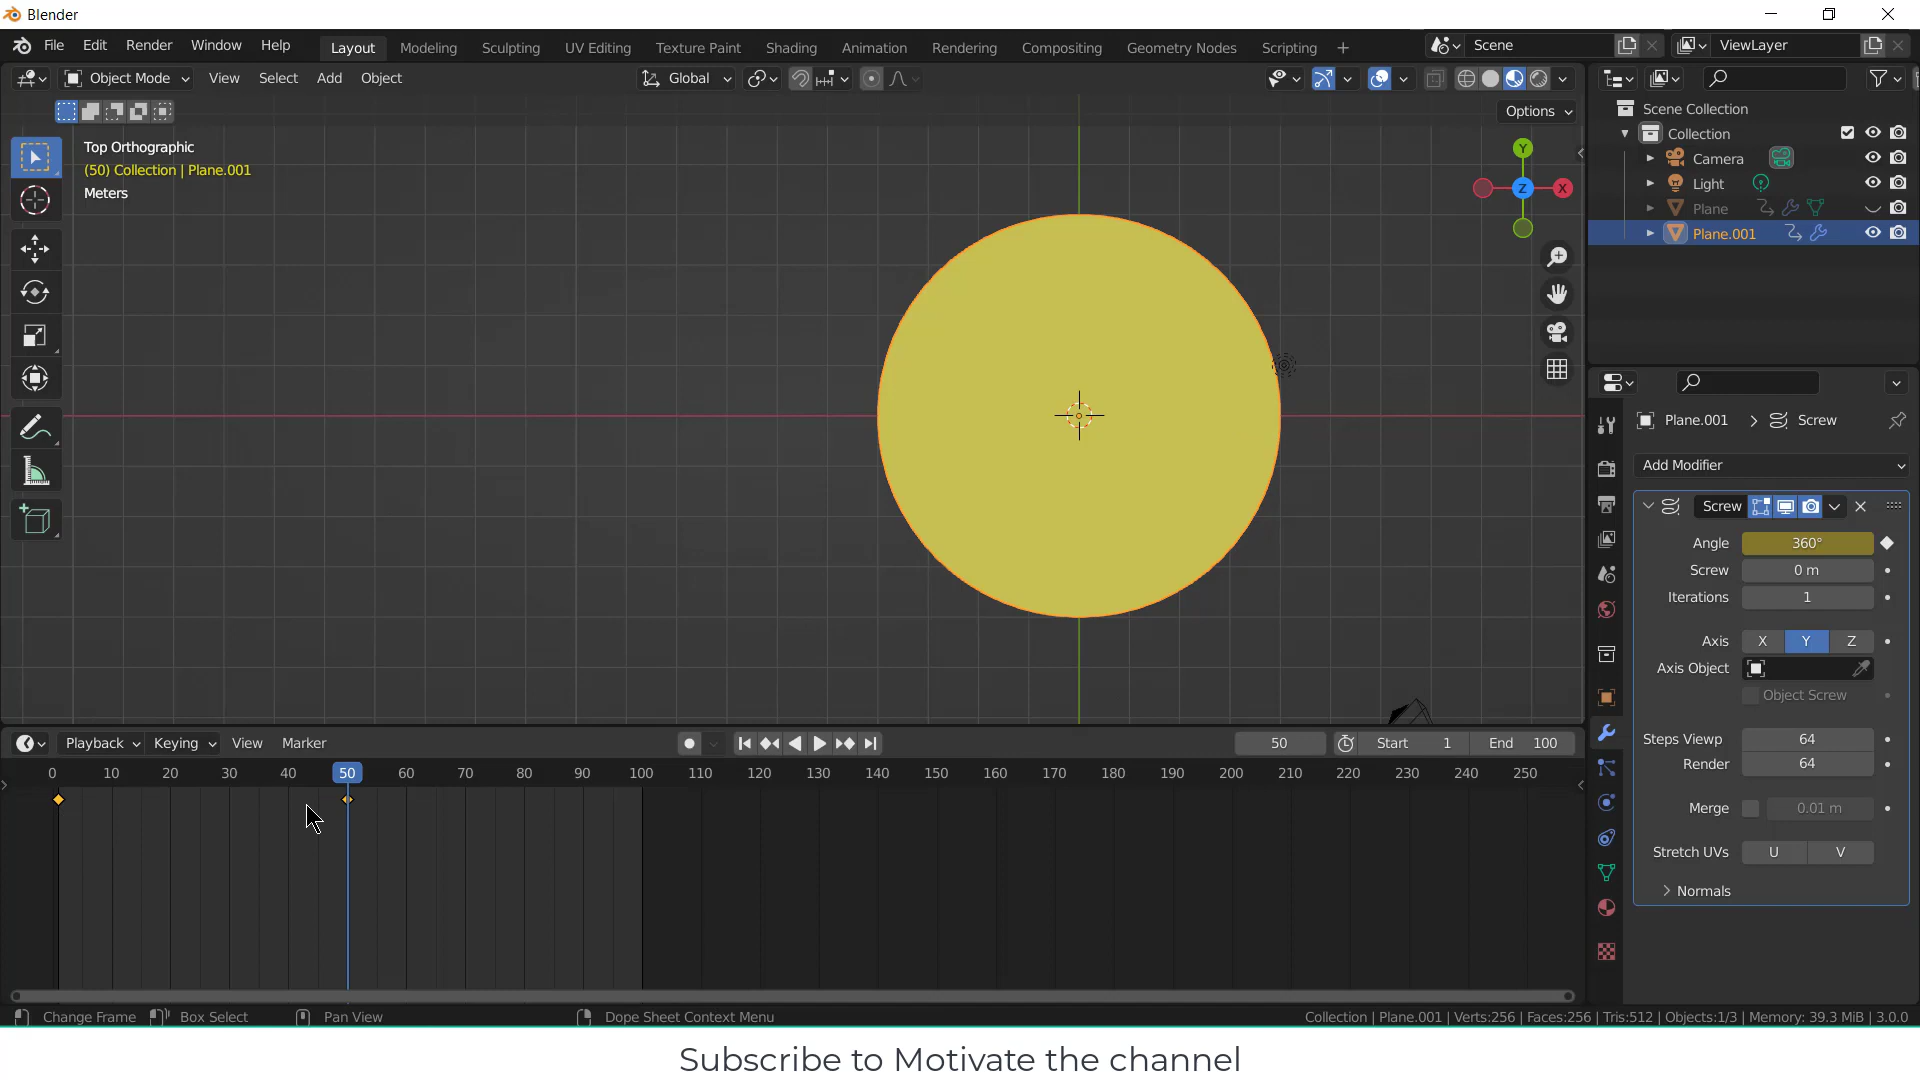 Blender
File Edit Render Window Help Layout Modeling Sculpting UV Editing Texture Paint Shading Animation Rendering Compositing Geometry Nodes Scripting + Scene ViewLayer
Object Mode View Select Add Object Global
Options
Top Orthographic
(50) Collection | Plane.001
Meters
Y
Z X
Scene Collection
Collection
Camera
Light
Plane
Plane.001
Plane.001 > Screw
Add Modifier
Screw
Angle 360°
Screw 0 m
Iterations 1
Axis X Y Z
Axis Object
Object Screw
Steps Viewp 64
Render 64
Merge 0.01 m
Stretch UVs U V
Normals
Playback Keying View Marker 50 Start 1 End 100
0 10 20 30 40 50 60 70 80 90 100 110 120 130 140 150 160 170 180 190 200 210 220 230 240 250
Change Frame Box Select Pan View Dope Sheet Context Menu Collection | Plane.001 | Verts:256 | Faces:256 | Tris:512 | Objects:1/3 | Memory: 39.3 MiB | 3.0.0
Subscribe to Motivate the channel